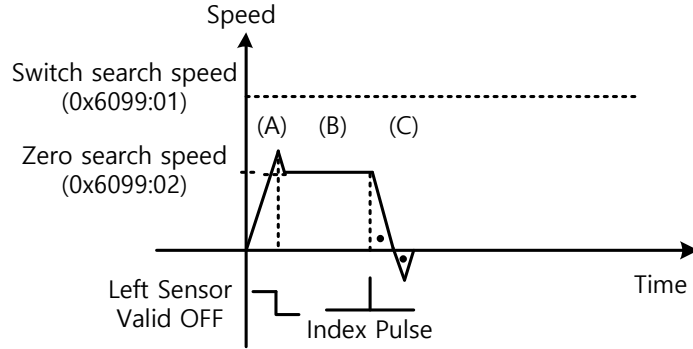 Speed
Switch search speed
(0x6099:01)
(A)
(B)
(C)
Zero search speed
(0x6099:02)
Time
Left Sensor
Valid OFF
Index Pulse